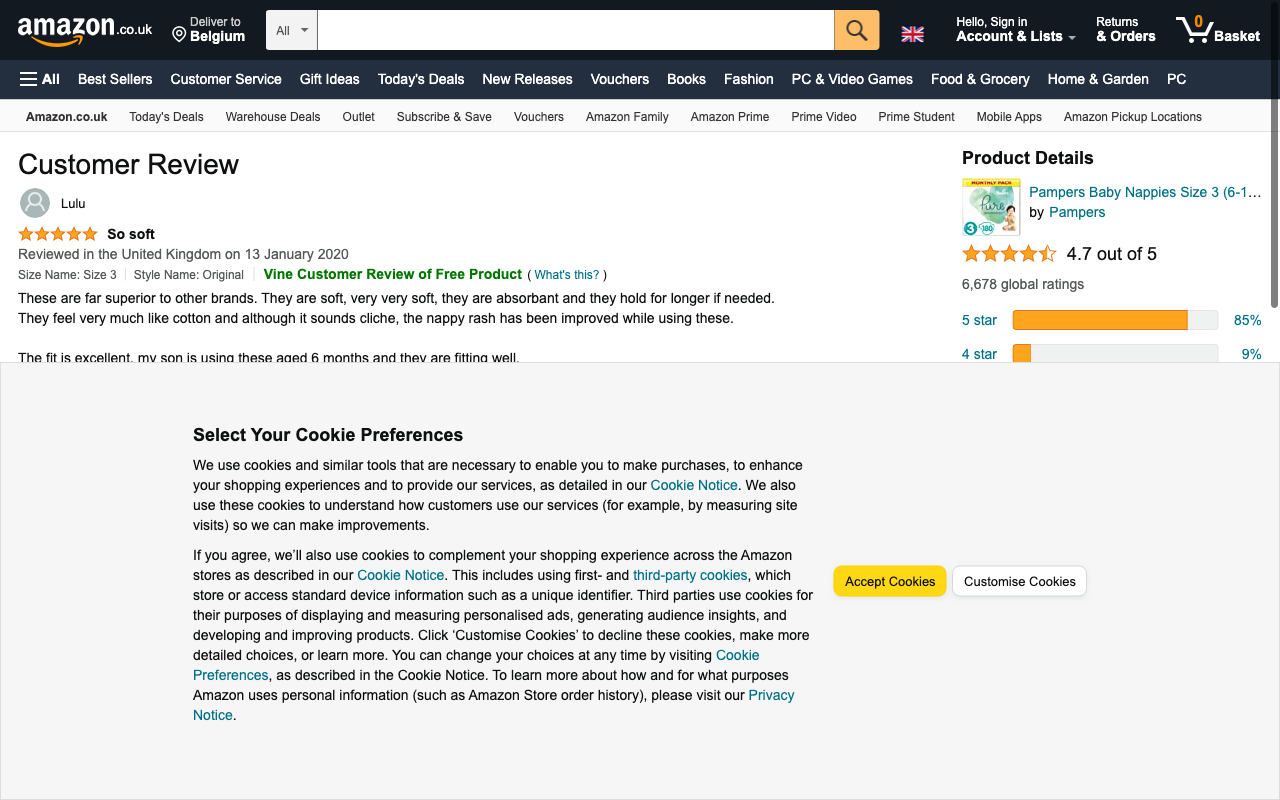 amazon.co.uk
Deliver to
Belgium
All
Hello, Sign in
Account & Lists
Returns
& Orders
0
Basket
All
Best Sellers
Customer Service
Gift Ideas
Today's Deals
New Releases
Vouchers
Books
Fashion
PC & Video Games
Food & Grocery
Home & Garden
PC
Amazon.co.uk
Today's Deals
Warehouse Deals
Outlet
Subscribe & Save
Vouchers
Amazon Family
Amazon Prime
Prime Video
Prime Student
Mobile Apps
Amazon Pickup Locations
Customer Review
Lulu
So soft
Reviewed in the United Kingdom on 13 January 2020
Size Name: Size 3 Style Name: Original Vine Customer Review of Free Product ( What's this? )
These are far superior to other brands. They are soft, very very soft, they are absorbant and they hold for longer if needed.
They feel very much like cotton and although it sounds cliche, the nappy rash has been improved while using these.
The fit is excellent, my son is using these aged 6 months and they are fitting well.
Product Details
MONTHLY PACK
Pure
3
180
Pampers Baby Nappies Size 3 (6-1...
by Pampers
4.7 out of 5
6,678 global ratings
5 star 85%
4 star 9%
Select Your Cookie Preferences
We use cookies and similar tools that are necessary to enable you to make purchases, to enhance
your shopping experiences and to provide our services, as detailed in our Cookie Notice. We also
use these cookies to understand how customers use our services (for example, by measuring site
visits) so we can make improvements.
If you agree, we’ll also use cookies to complement your shopping experience across the Amazon
stores as described in our Cookie Notice. This includes using first- and third-party cookies, which
store or access standard device information such as a unique identifier. Third parties use cookies for
their purposes of displaying and measuring personalised ads, generating audience insights, and
developing and improving products. Click ‘Customise Cookies’ to decline these cookies, make more
detailed choices, or learn more. You can change your choices at any time by visiting Cookie
Preferences, as described in the Cookie Notice. To learn more about how and for what purposes
Amazon uses personal information (such as Amazon Store order history), please visit our Privacy
Notice.
Accept Cookies
Customise Cookies